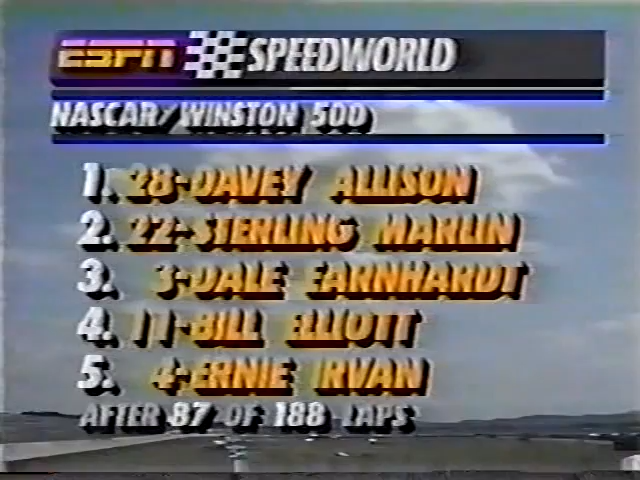 ESPN SPEEDWORLD
NASCAR/WINSTON 500
1. 28-DAVEY ALLISON
2. 22-STERLING MARLIN
3. 3-DALE EARNHARDT
4. 11-BILL ELLIOTT
5. 4-ERNIE IRVAN
AFTER 87 OF 188 LAPS